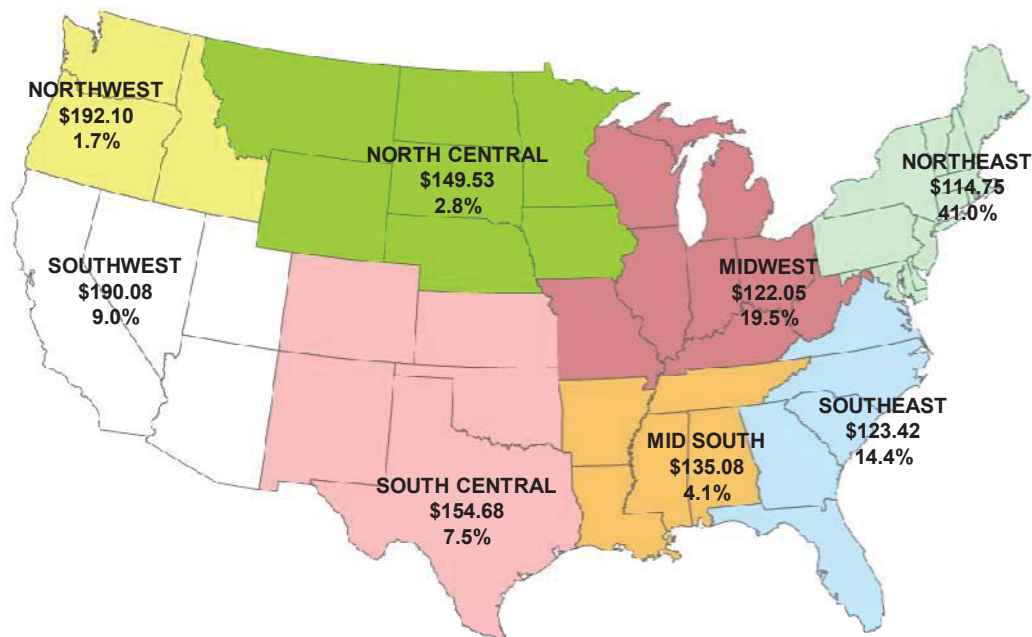 NORTHWEST
$192.10
1.7%
NORTH CENTRAL
$149.53
2.8%
NORTHEAST
$114.75
41.0%
SOUTHWEST
$190.08
9.0%
MIDWEST
$122.05
19.5%
SOUTHEAST
$123.42
14.4%
MID SOUTH
$135.08
4.1%
SOUTH CENTRAL
$154.68
7.5%